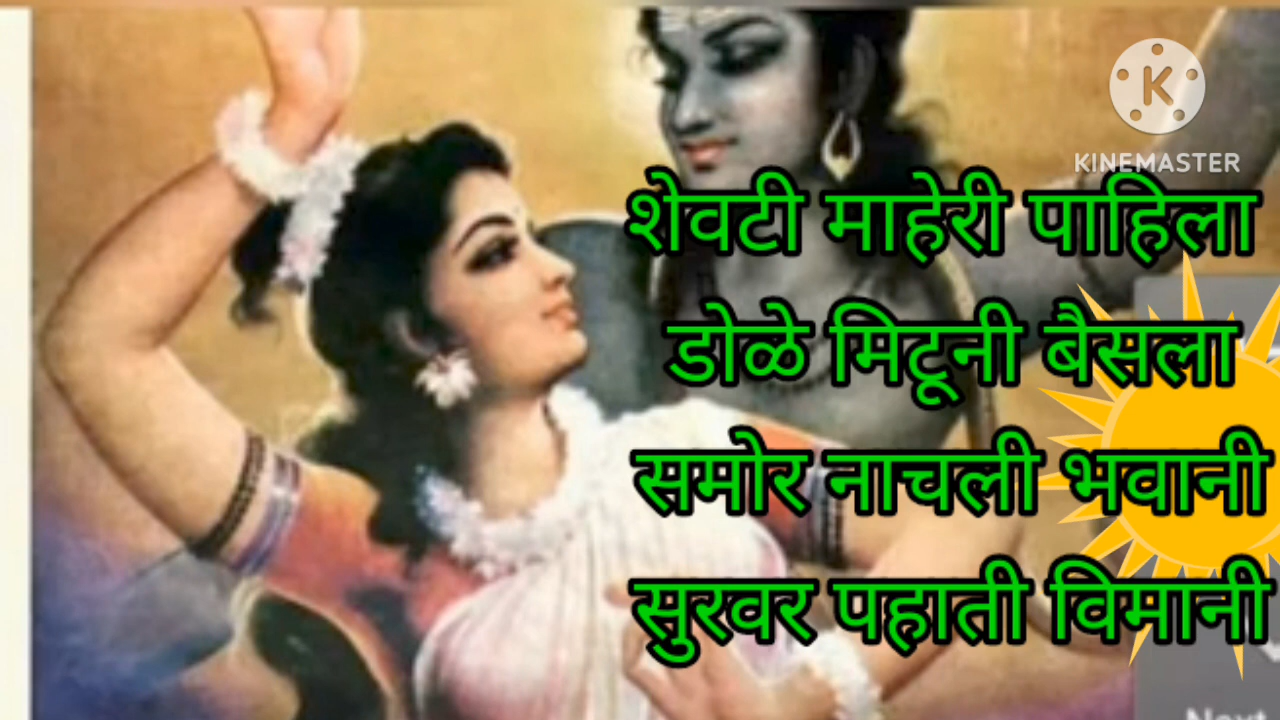 KINEMASTER
शेवटी माहेरी पाहिला
डोळे मिटूनी बैसला
समोर नाचली भवानी
सुरवर पहाती विमानी